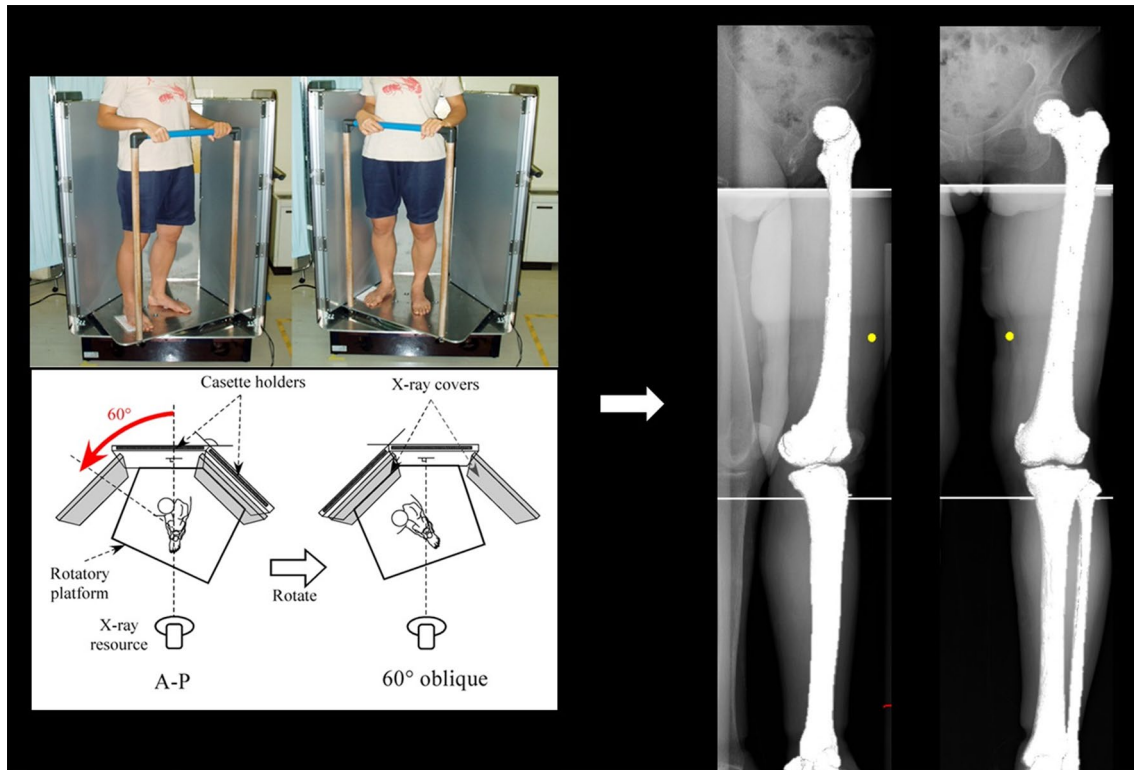 Casette holders
X-ray covers
60°
Rotatory
platform
Rotate
X-ray
resource
A-P
60° oblique